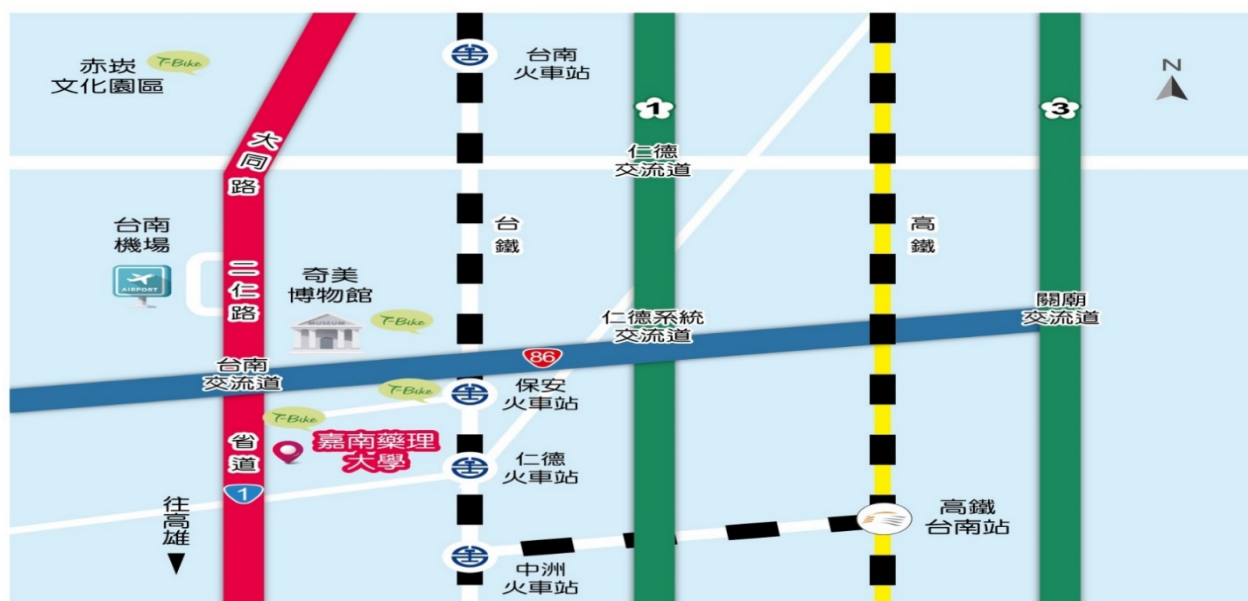 赤崁
文化園區
T-Bike
台南
火車站
N
1
3
大同路
仁德
交流道
台鐵
高鐵
台南
機場
AIRPORT
二仁路
奇美
博物館
MUSEUM
T-Bike
仁德系統
交流道
關廟
交流道
86
台南
交流道
T-Bike
保安
火車站
T-Bike
省道
嘉南藥理
大學
仁德
火車站
1
往高雄
高鐵
台南站
中洲
火車站